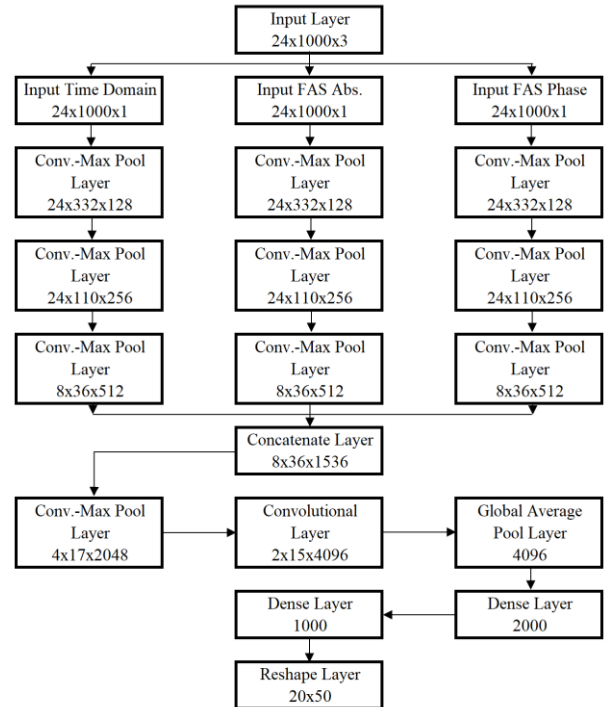 Input Layer
24x1000x3
Input Time Domain
24x1000x1
Input FAS Abs.
24x1000x1
Input FAS Phase
24x1000x1
Conv.-Max Pool
Layer
24x332x128
Conv.-Max Pool
Layer
24x332x128
Conv.-Max Pool
Layer
24x332x128
Conv.-Max Pool
Layer
24x110x256
Conv.-Max Pool
Layer
24x110x256
Conv.-Max Pool
Layer
24x110x256
Conv.-Max Pool
Layer
8x36x512
Conv.-Max Pool
Layer
8x36x512
Conv.-Max Pool
Layer
8x36x512
Concatenate Layer
8x36x1536
Conv.-Max Pool
Layer
4x17x2048
Convolutional
Layer
2x15x4096
Global Average
Pool Layer
4096
Dense Layer
2000
Dense Layer
1000
Reshape Layer
20x50